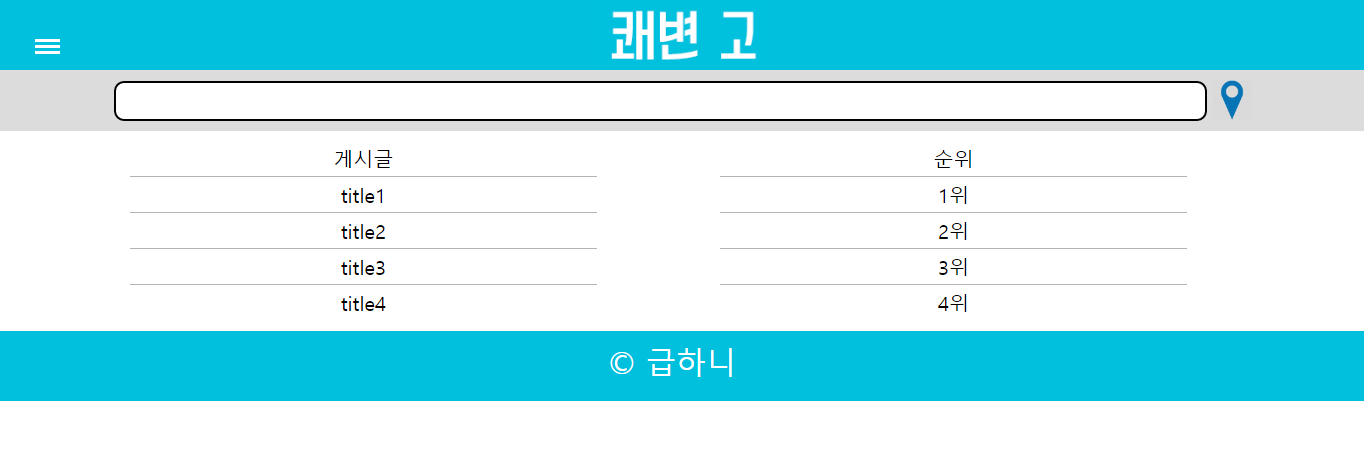 쾌변 고
게시글
title1
title2
title3
title4
순위
1위
2위
3위
4위
© 급하니